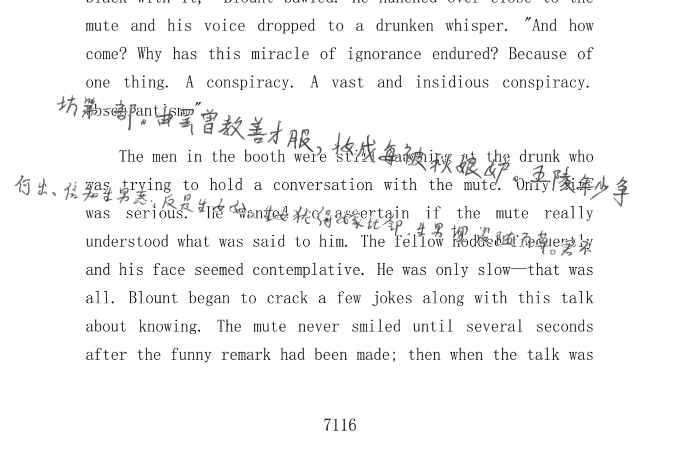 black with it," Blount bawled. He hunched over close to the
mute and his voice dropped to a drunken whisper. "And how
come? Why has this miracle of ignorance endured? Because of
one thing. A conspiracy. A vast and insidious conspiracy.
Obscurantism."
坊第一部。曲罢曾教善才服,妆成每被秋娘妒。五陵年少争
The men in the booth were still laughing at the drunk who
was trying to hold a conversation with the mute. Only
何出。信知生男恶,反是生女好。生女犹得嫁比邻,生男埋没随百草。君不
was serious. He wanted to ascertain if the mute really
understood what was said to him. The fellow nodded frequently
and his face seemed contemplative. He was only slow—that was
all. Blount began to crack a few jokes along with this talk
about knowing. The mute never smiled until several seconds
after the funny remark had been made; then when the talk was
7116